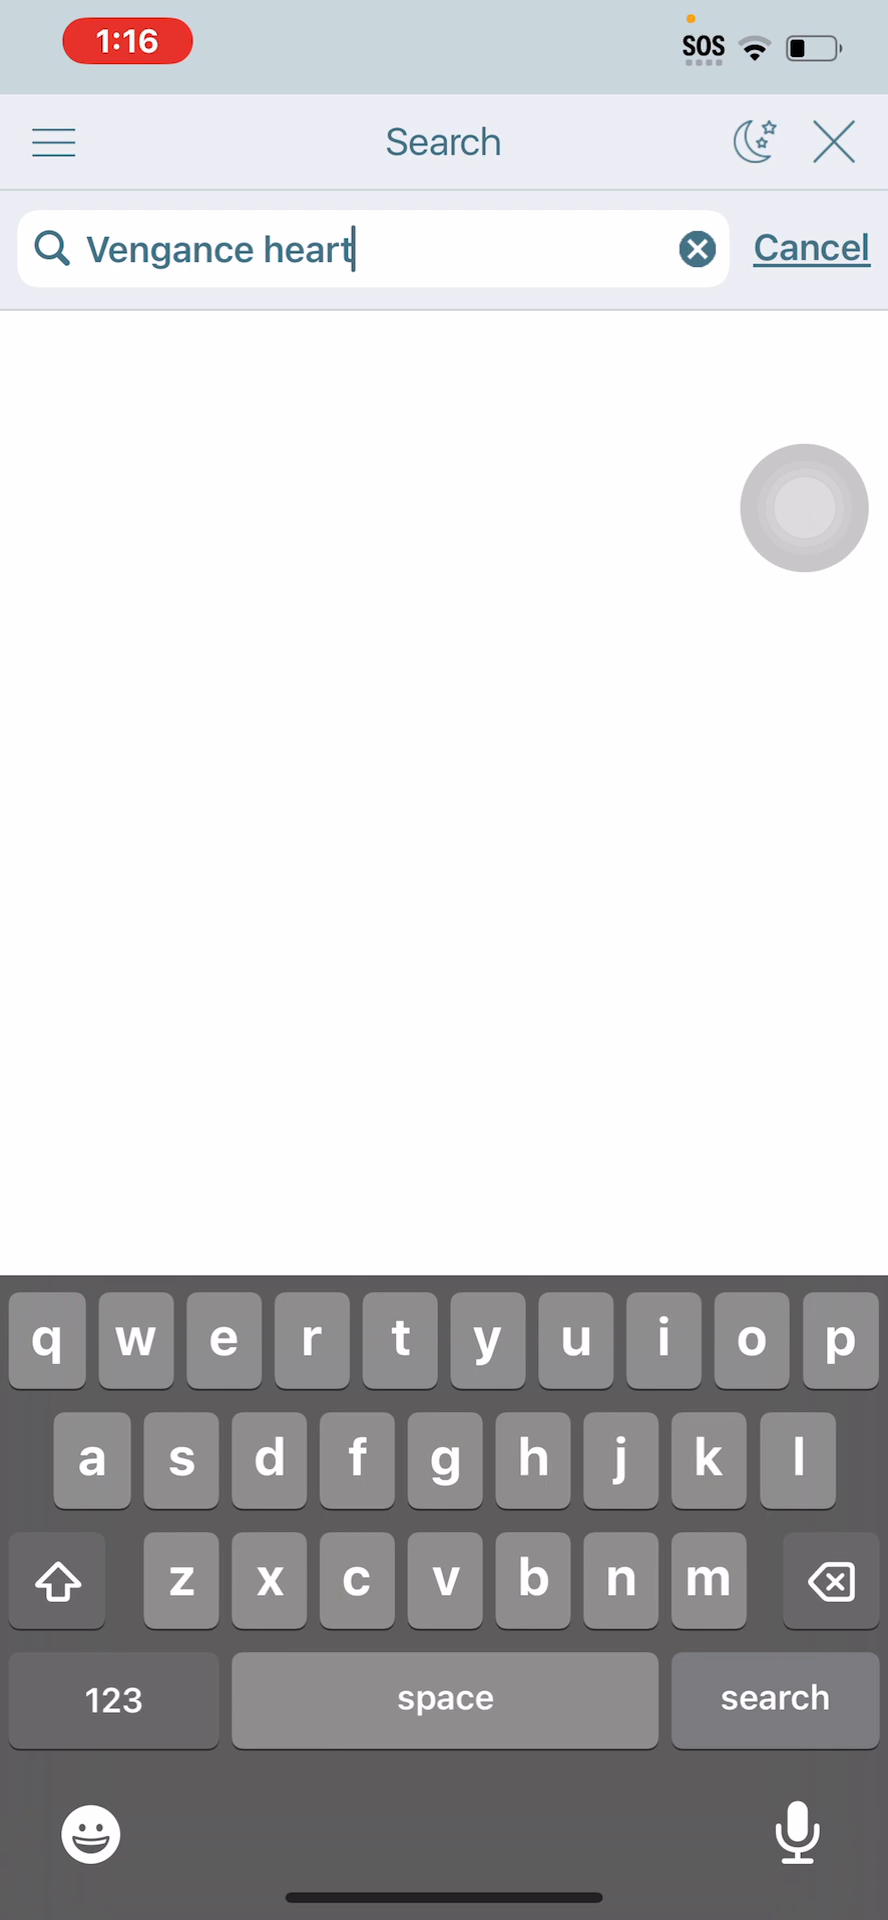 1:16
SOS
Search
Vengance heart
Cancel
q w e r t y u i o p
a s d f g h j k l
z x c v b n m
123 space search